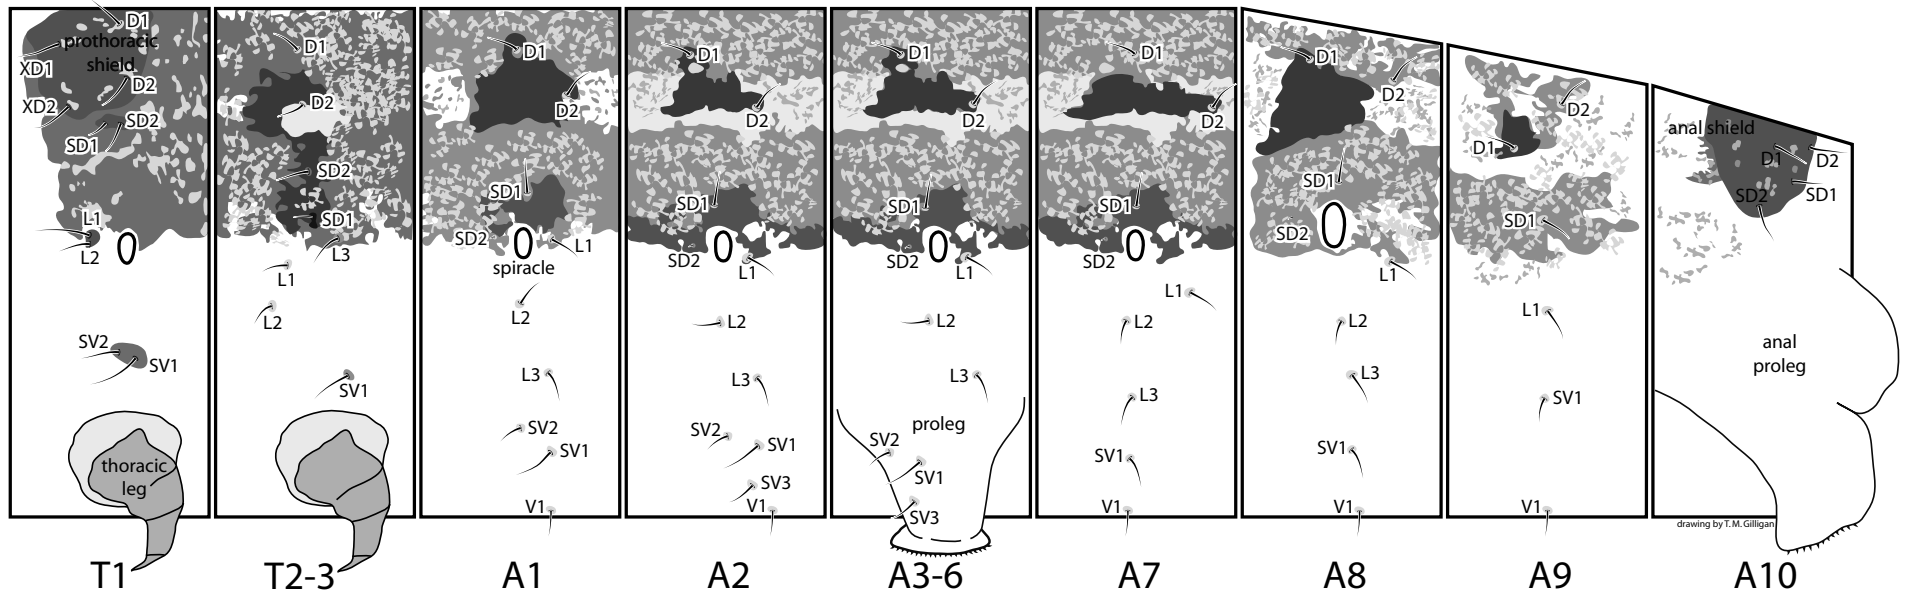 D1
prothoracic
shield
XD1
D2
XD2
SD2
SD1
L1
L2
SV2
SV1
thoracic
leg
T1
D1
D2
SD2
SD1
L3
L1
L2
SV1
T2-3
D1
D2
SD1
SD2
L1
spiracle
L2
L3
SV2
SV1
V1
A1
D1
D2
SD1
SD2
L1
L2
L3
SV2
SV1
SV3
V1
A2
D1
D2
SD1
SD2
L1
L2
L3
proleg
SV2
SV1
SV3
A3-6
D1
D2
SD1
SD2
L1
L2
L3
SV1
V1
A7
D1
D2
SD1
SD2
L1
L2
L3
SV1
V1
A8
D2
D1
SD1
L1
SV1
V1
A9
anal shield
D1
D2
SD2
SD1
anal
proleg
drawing by T. M. Gilligan
A10